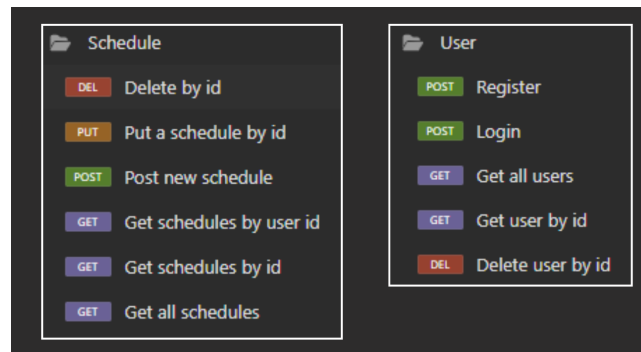 Schedule
DEL Delete by id
PUT Put a schedule by id
POST Post new schedule
GET Get schedules by user id
GET Get schedules by id
GET Get all schedules
User
POST Register
POST Login
GET Get all users
GET Get user by id
DEL Delete user by id